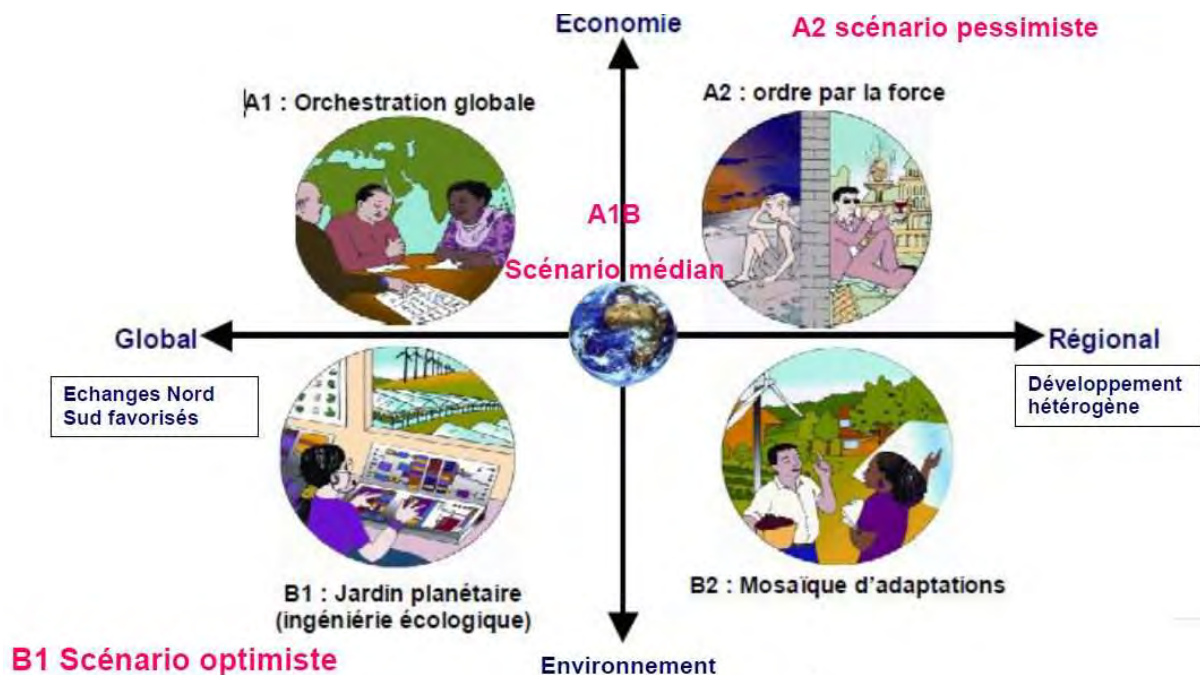 Economie
A2 scénario pessimiste
A1 : Orchestration globale
A2 : ordre par la force
A1B
Scénario médian
Global
Régional
Echanges Nord
Sud favorisés
Développement
hétérogène
B1 : Jardin planétaire
(ingéniérie écologique)
B2 : Mosaïque d'adaptations
B1 Scénario optimiste
Environnement